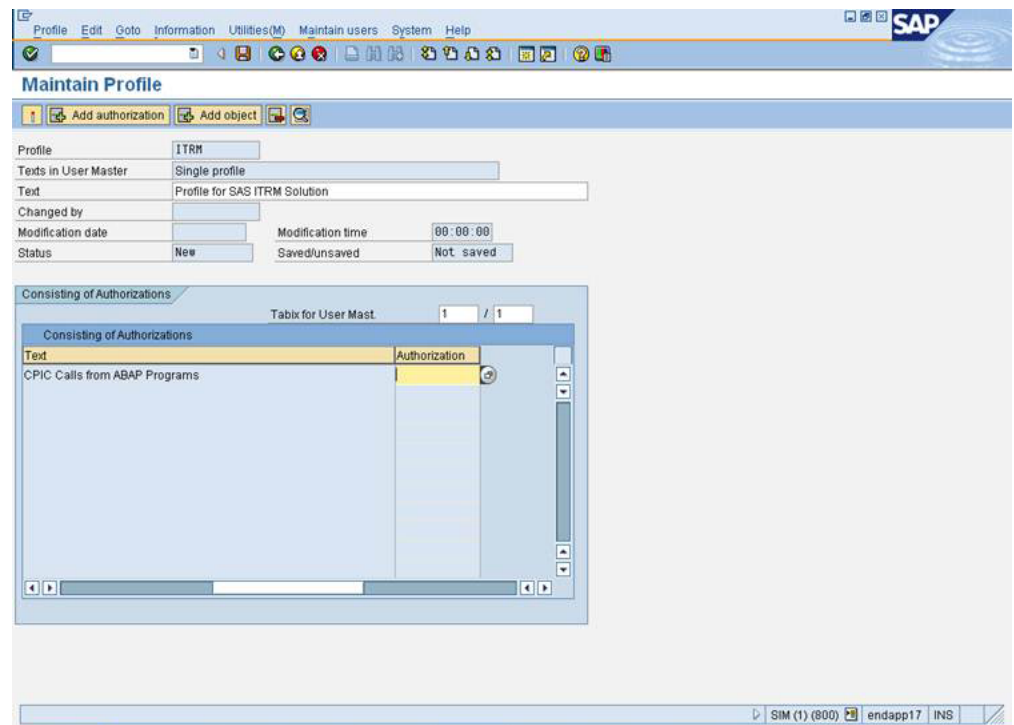 Profile Edit Goto Information Utilities(M) Maintain users System Help
SAP
Maintain Profile
Add authorization Add object
Profile ITRM
Texts in User Master Single profile
Text Profile for SAS ITRM Solution
Changed by
Modification date Modification time 00:00:00
Status New Saved/unsaved Not saved
Consisting of Authorizations
Tabix for User Mast. 1 / 1
Consisting of Authorizations
Text Authorization
CPIC Calls from ABAP Programs
SIM (1) (800) endapp17 INS